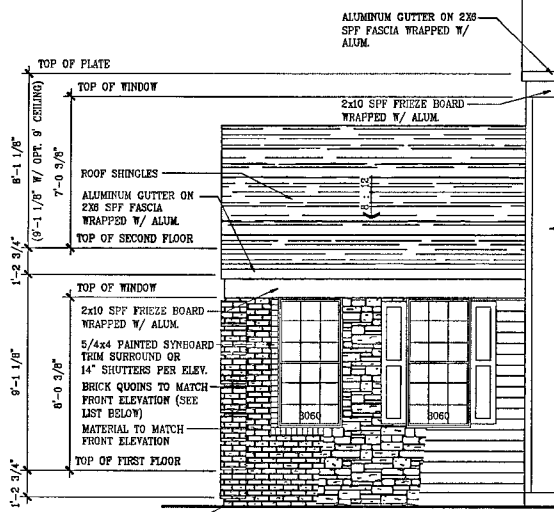 ALUMINUM GUTTER ON 2X6
SPF FASCIA WRAPPED W/
ALUM.
TOP OF PLATE
TOP OF WINDOW
2x10 SPF FRIEZE BOARD
WRAPPED W/ ALUM.
8'-1 1/8"
(9'-1 1/8" W/ OPT. 9' CEILING)
7'-0 3/8"
ROOF SHINGLES
8 : 12
ALUMINUM GUTTER ON
2X6 SPF FASCIA
WRAPPED W/ ALUM.
TOP OF SECOND FLOOR
1'-2 3/4"
TOP OF WINDOW
2x10 SPF FRIEZE BOARD
WRAPPED W/ ALUM.
5/4x4 PAINTED SYNBOARD
TRIM SURROUND OR
14" SHUTTERS PER ELEV.
BRICK QUOINS TO MATCH
FRONT ELEVATION (SEE
LIST BELOW)
MATERIAL TO MATCH
FRONT ELEVATION
9'-1 1/8"
8'-0 3/8"
3060
3060
TOP OF FIRST FLOOR
1'-2 3/4"